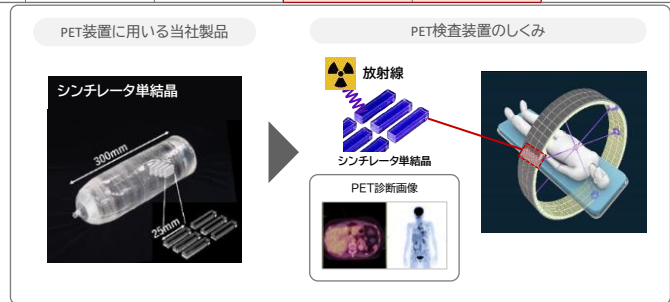 PET装置に用いる当社製品
PET検査装置のしくみ
シンチレータ単結晶
300mm
25mm
放射線
シンチレータ単結晶
PET診断画像